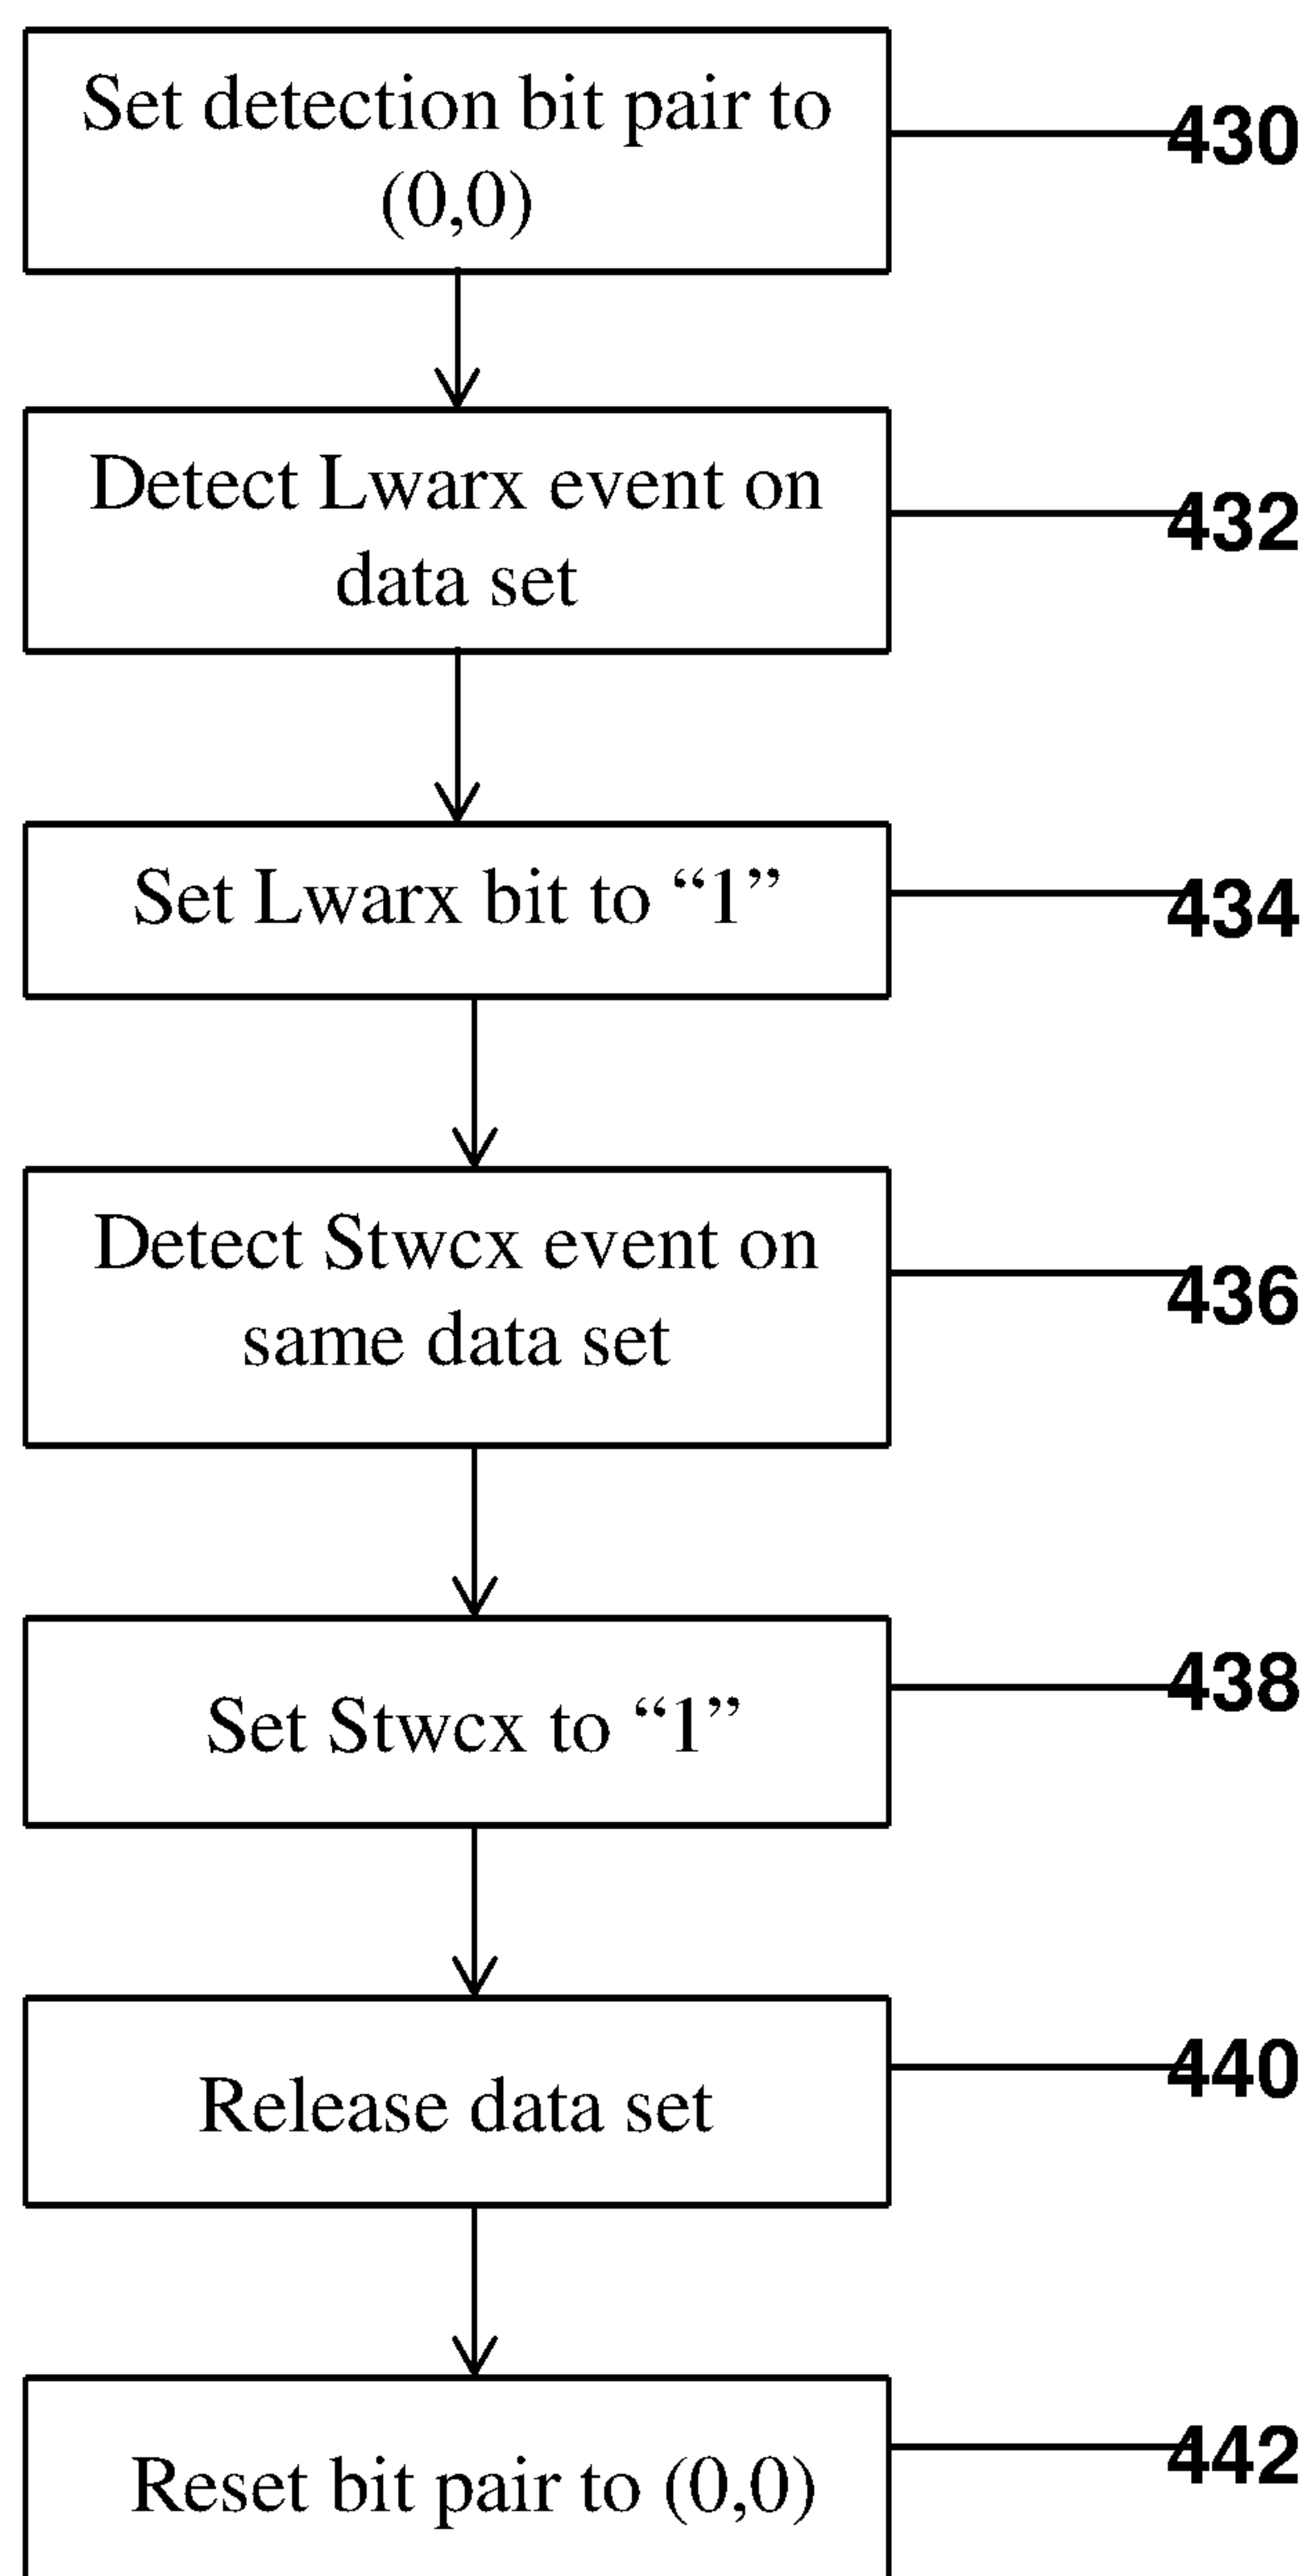 Set detection bit pair to
(0,0)
430
Detect Lwarx event on
data set
432
Set Lwarx bit to “1”
434
Detect Stwcx event on
same data set
436
Set Stwcx to “1”
438
Release data set
440
Reset bit pair to (0,0)
442